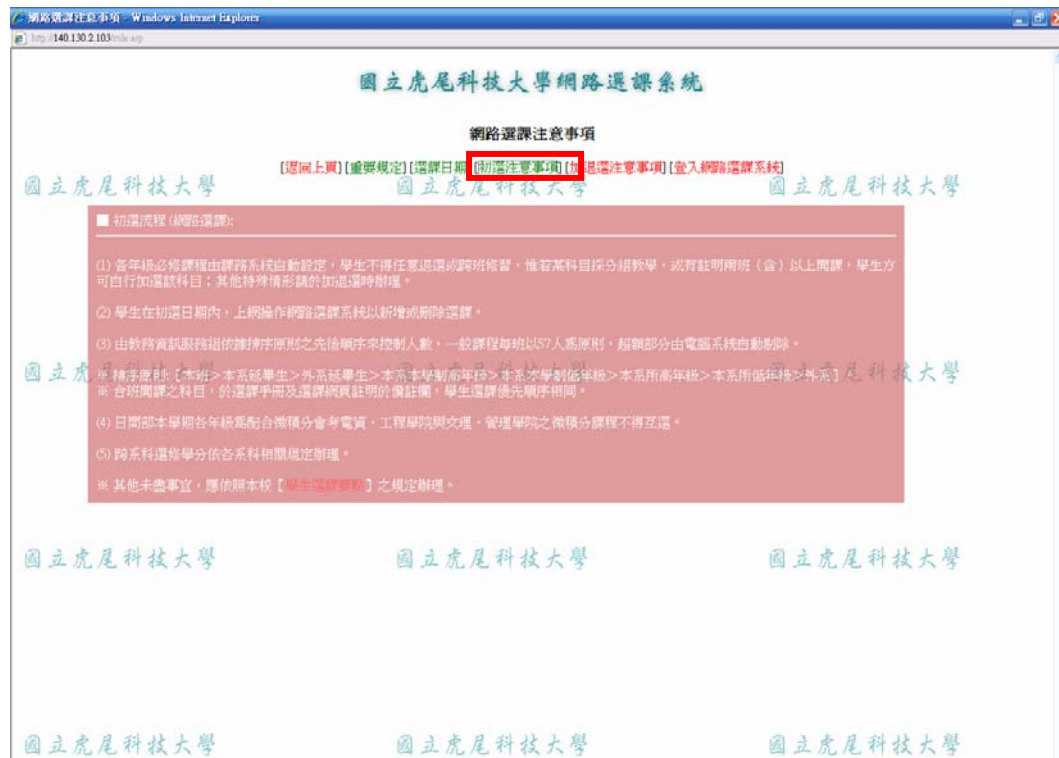 網路選課注意事項 - Windows Internet Explorer
http://140.130.2.103/rule.asp
國立虎尾科技大學網路選課系統
網路選課注意事項
[返回上頁][重要規定][選課日期][初選注意事項][加退選注意事項][登入網路選課系統]
國立虎尾科技大學 國立虎尾科技大學 國立虎尾科技大學
■ 初選流程 (網路選課):
(1) 各年級必修課程由課務系統自動設定，學生不得任意退選或跨班修習，惟若某科目採分組教學，或有註明兩班（含）以上開課，學生方
可自行加選該科目；其他特殊情形請於加退選時辦理。
(2) 學生在初選日期內，上網操作網路選課系統以新增或刪除選課。
(3) 由教務資訊服務組依據排序原則之先後順序來控制人數，一般課程每班以57人為原則，超額部分由電腦系統自動剔除。
國立虎尾科技大學 國立虎尾科技大學 國立虎尾科技大學
※ 排序原則:【本班>本系延畢生>外系延畢生>本系本學制高年級>本系本學制低年級>本系所高年級>本系所低年級>外系】
※ 合班開課之科目，於選課手冊及選課網頁註明於備註欄，學生選課優先順序相同。
(4) 日間部本學期各年級為配合微積分會考電資、工程學院與文理、管理學院之微積分課程不得互選。
(5) 跨系科選修學分依各系科相關規定辦理。
※ 其他未盡事宜，應依照本校【學生選課要點】之規定辦理。
國立虎尾科技大學 國立虎尾科技大學 國立虎尾科技大學
國立虎尾科技大學 國立虎尾科技大學 國立虎尾科技大學